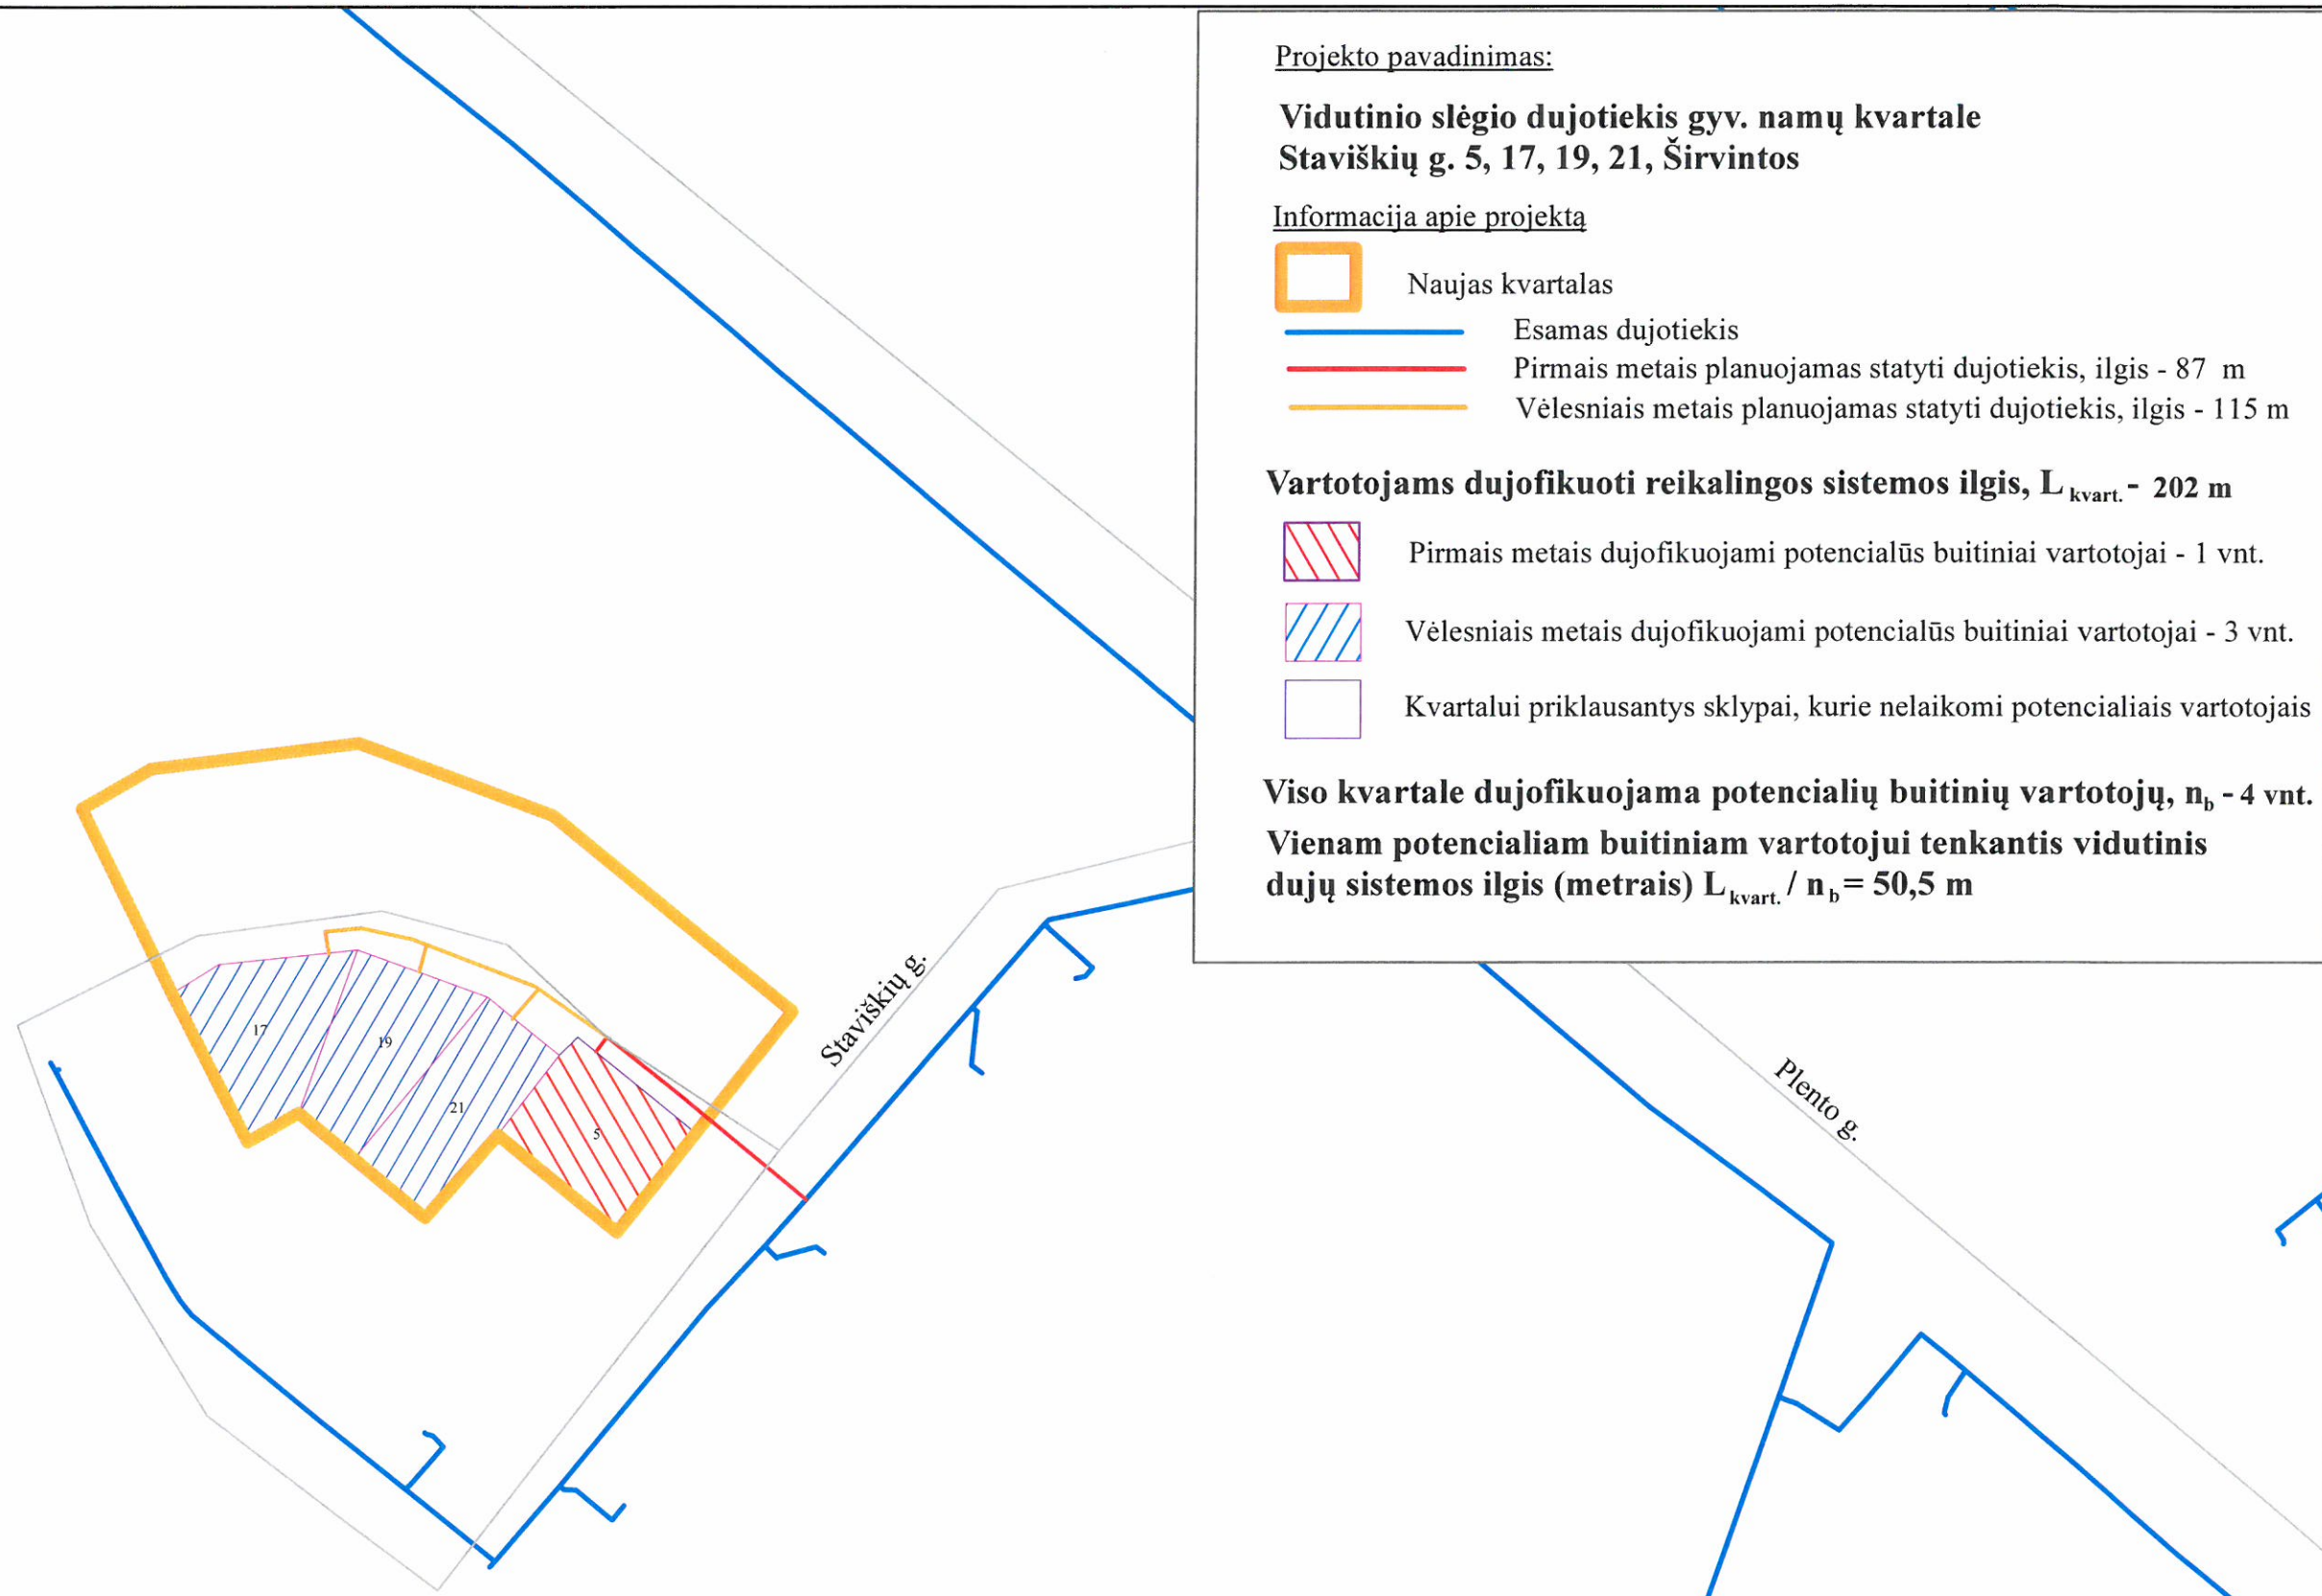 Projekto pavadinimas:
Vidutinio slėgio dujotiekis gyv. namų kvartale
Staviškių g. 5, 17, 19, 21, Širvintos
Informacija apie projektą
Naujas kvartalas
Esamas dujotiekis
Pirmais metais planuojamas statyti dujotiekis, ilgis - 87 m
Vėlesniais metais planuojamas statyti dujotiekis, ilgis - 115 m
Vartotojams dujofikuoti reikalingos sistemos ilgis, L kvart. - 202 m
Pirmais metais dujofikuojami potencialūs buitiniai vartotojai - 1 vnt.
Vėlesniais metais dujofikuojami potencialūs buitiniai vartotojai - 3 vnt.
Kvartalui priklausantys sklypai, kurie nelaikomi potencialiais vartotojais
Viso kvartale dujofikuojama potencialių buitinių vartotojų, nb - 4 vnt.
Vienam potencialiam buitiniam vartotojui tenkantis vidutinis
dujų sistemos ilgis (metrais) L kvart. / nb = 50,5 m
Staviškių g.
Plento g.
17
19
21
5